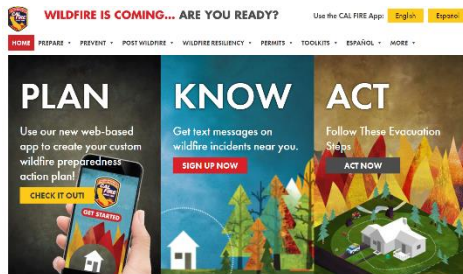 WILDFIRE IS COMING... ARE YOU READY?
Use the CAL FIRE App:
English
Espanol
HOME
PREPARE
PREVENT
POST WILDFIRE
WILDFIRE RESILIENCY
PERMITS
TOOLKITS
ESPAÑOL
MORE
PLAN
Use our new web-based
app to create your custom
wildfire preparedness
action plan!
CHECK IT OUT!
GET STARTED
KNOW
Get text messages on
wildfire incidents near you.
SIGN UP NOW
ACT
Follow These Evacuation
Steps
ACT NOW